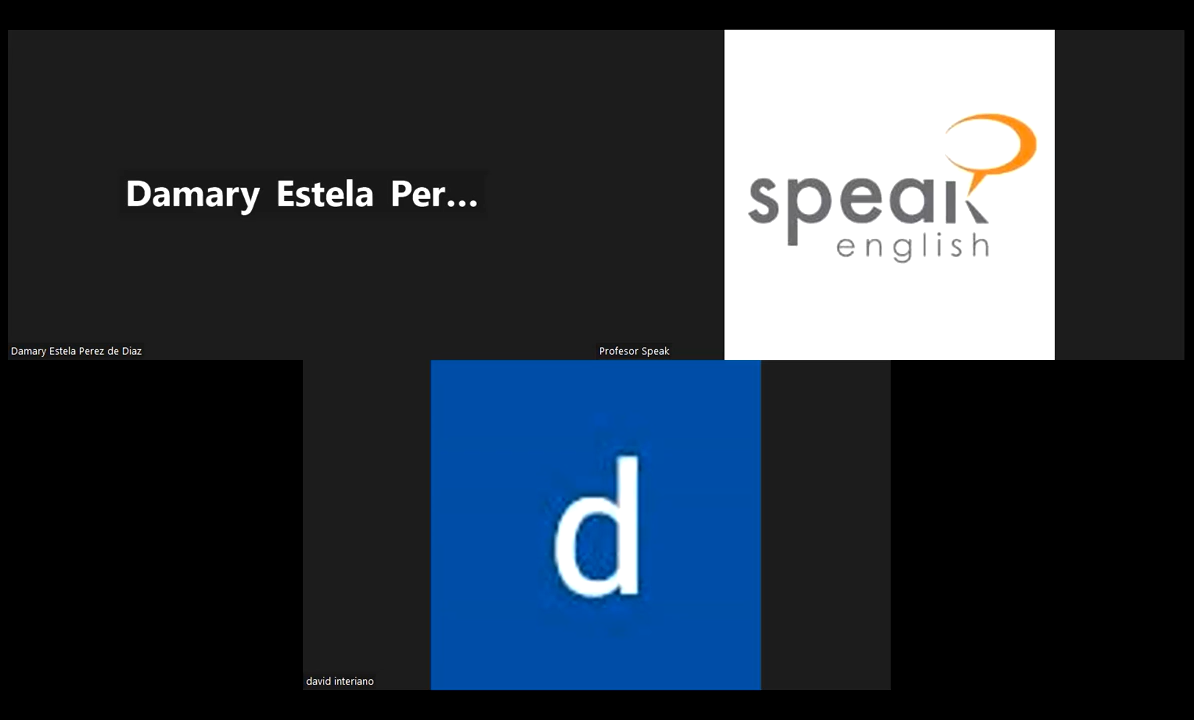 Damary Estela Per...
speak
english
Damary Estela Perez de Diaz
Profesor Speak
d
david interiano